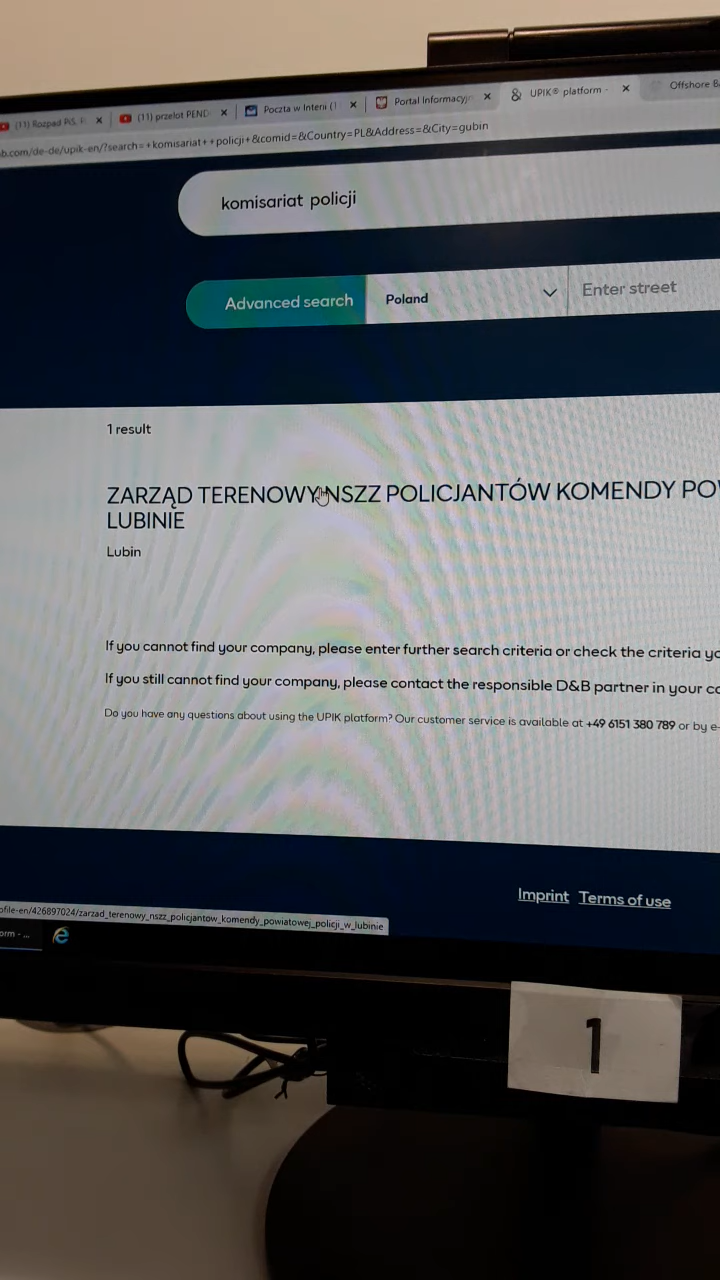 (11) Rozpad PiS. F
(11) przelot PEND
Poczta w Interii (1
Portal Informacyj
UPIK® platform -
Offshore B
b.com/de-de/upik-en/?search=+komisariat++policji+&comid=&Country=PL&Address=&City=gubin
komisariat policji
Advanced search
Poland
Enter street
1 result
ZARZĄD TERENOWY NSZZ POLICJANTÓW KOMENDY POW
LUBINIE
Lubin
If you cannot find your company, please enter further search criteria or check the criteria yo
If you still cannot find your company, please contact the responsible D&B partner in your co
Do you have any questions about using the UPIK platform? Our customer service is available at +49 6151 380 789 or by e-
Imprint Terms of use
ofile-en/426897024/zarzad_terenowy_nszz_policjantow_komendy_powiatowej_policji_w_lubinie
orm - ...
1